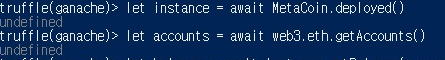 truffle(ganache)> let instance = await MetaCoin.deployed()
undefined
truffle(ganache)> let accounts = await web3.eth.getAccounts()
undefined